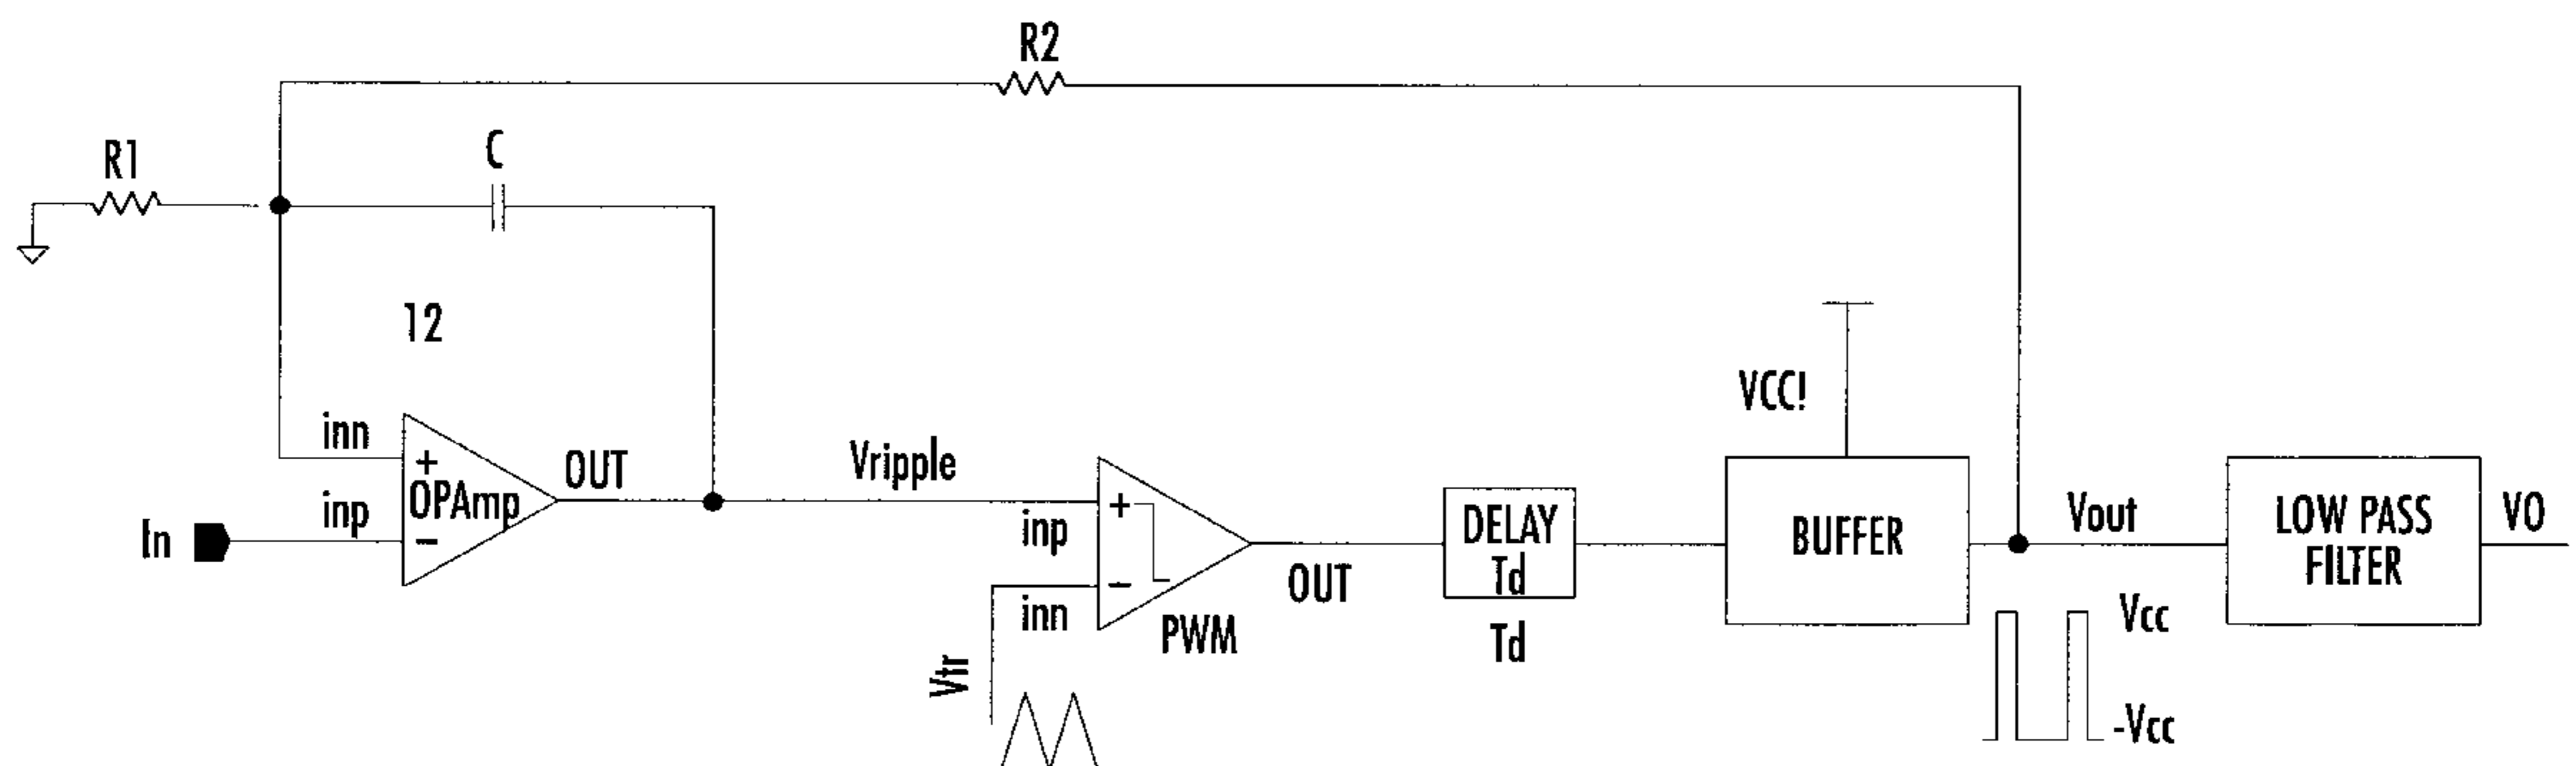 R2
R1
C
12
VCC!
inn
+
OPAmp
OUT
inp
-
In
Vripple
+
inp
-
inn
PWM
OUT
Vtr
DELAY
Td
Td
BUFFER
Vout
Vcc
-Vcc
LOW PASS
FILTER
VO